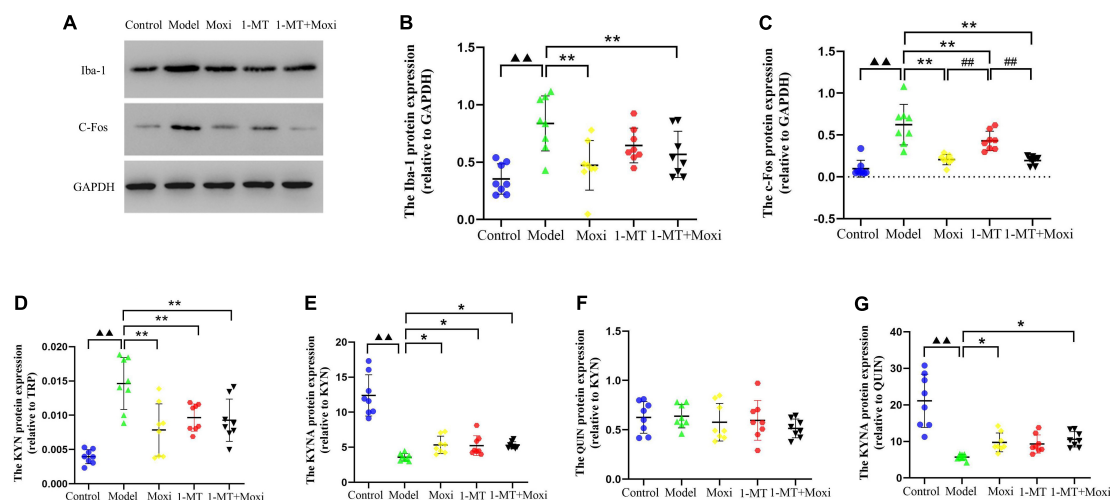 A
Control Model Moxi 1-MT 1-MT+Moxi
Iba-1
C-Fos
GAPDH
B
The Iba-1 protein expression
(relative to GAPDH)
1.5
1.0
0.5
0.0
▲▲
**
**
Control Model Moxi 1-MT 1-MT+Moxi
C
The c-Fos protein expression
(relative to GAPDH)
1.5
1.0
0.5
0.0
-0.5
▲▲
**
**
**
##
##
Control Model Moxi 1-MT 1-MT+Moxi
D
The KYN protein expression
(relative to TRP)
0.020
0.015
0.010
0.005
0.000
▲▲
**
**
**
Control Model Moxi 1-MT 1-MT+Moxi
E
The KYNA protein expression
(relative to KYN)
20
15
10
5
0
▲▲
*
*
*
Control Model Moxi 1-MT 1-MT+Moxi
F
The QUIN protein expression
(relative to KYN)
1.5
1.0
0.5
0.0
Control Model Moxi 1-MT 1-MT+Moxi
G
The KYNA protein expression
(relative to QUIN)
40
30
20
10
0
▲▲
*
*
Control Model Moxi 1-MT 1-MT+Moxi